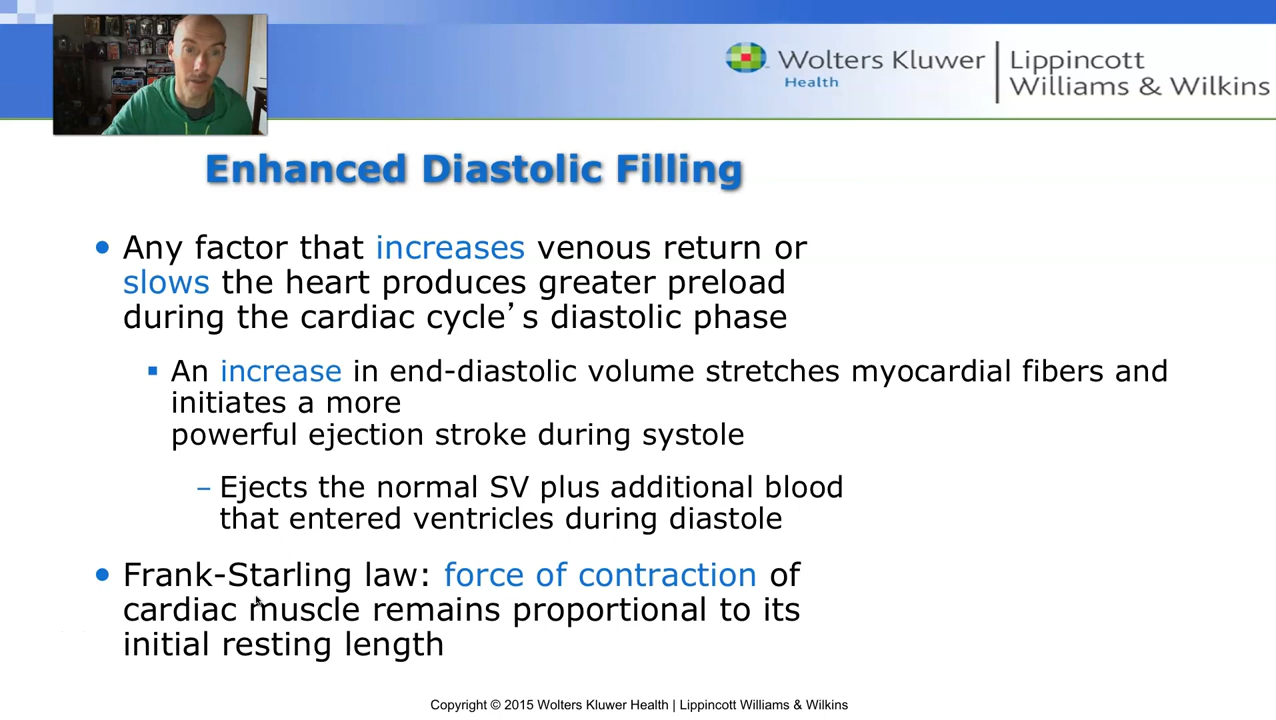 Wolters Kluwer
Health
Lippincott
Williams & Wilkins
Enhanced Diastolic Filling
• Any factor that increases venous return or
slows the heart produces greater preload
during the cardiac cycle’s diastolic phase
▪ An increase in end-diastolic volume stretches myocardial fibers and
initiates a more
powerful ejection stroke during systole
– Ejects the normal SV plus additional blood
that entered ventricles during diastole
• Frank-Starling law: force of contraction of
cardiac muscle remains proportional to its
initial resting length
Copyright © 2015 Wolters Kluwer Health | Lippincott Williams & Wilkins